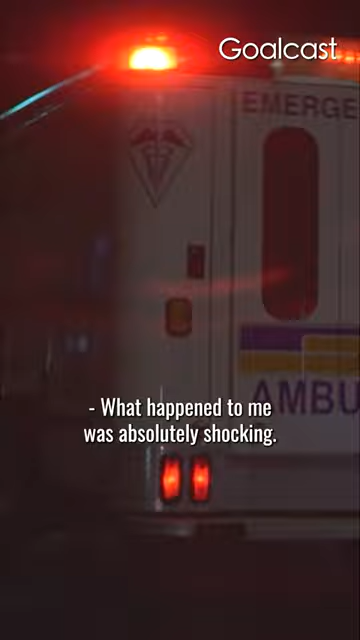 Goalcast
EMERGE
AMBU
- What happened to me
was absolutely shocking.